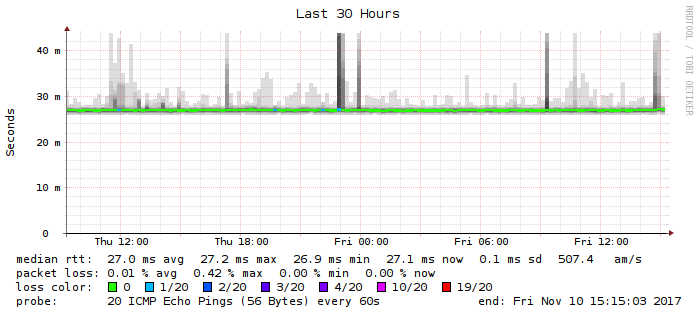 Last 30 Hours
RRDTOOL / TOBI OETIKER
Seconds
40 m
30 m
20 m
10 m
0
Thu 12:00 Thu 18:00 Fri 00:00 Fri 06:00 Fri 12:00
median rtt: 27.0 ms avg 27.2 ms max 26.9 ms min 27.1 ms now 0.1 ms sd 507.4 am/s
packet loss: 0.01 % avg 0.42 % max 0.00 % min 0.00 % now
loss color: 0 1/20 2/20 3/20 4/20 10/20 19/20
probe: 20 ICMP Echo Pings (56 Bytes) every 60s end: Fri Nov 10 15:15:03 2017